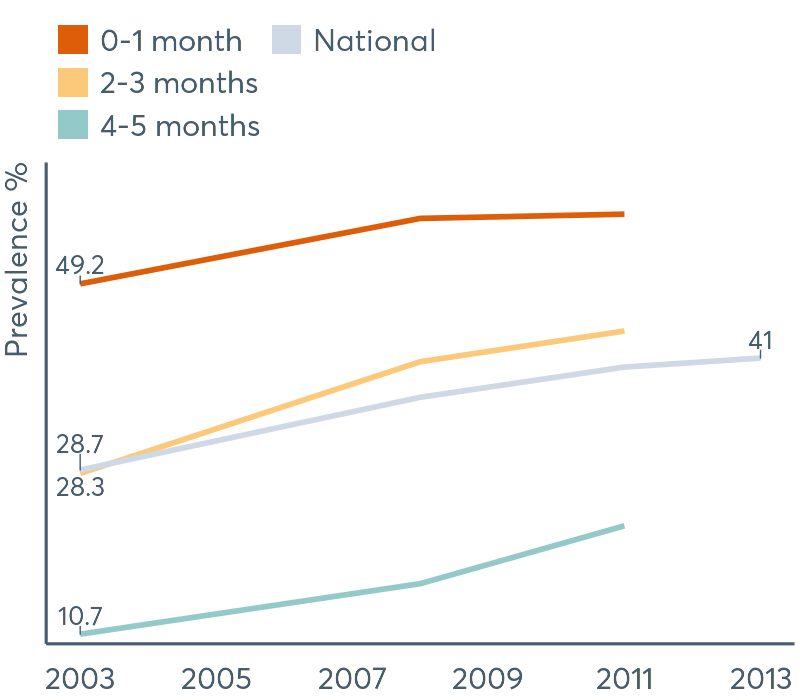 0-1 month
National
2-3 months
4-5 months
Prevalence %
49.2
41
28.7
28.3
10.7
2003 2005 2007 2009 2011 2013